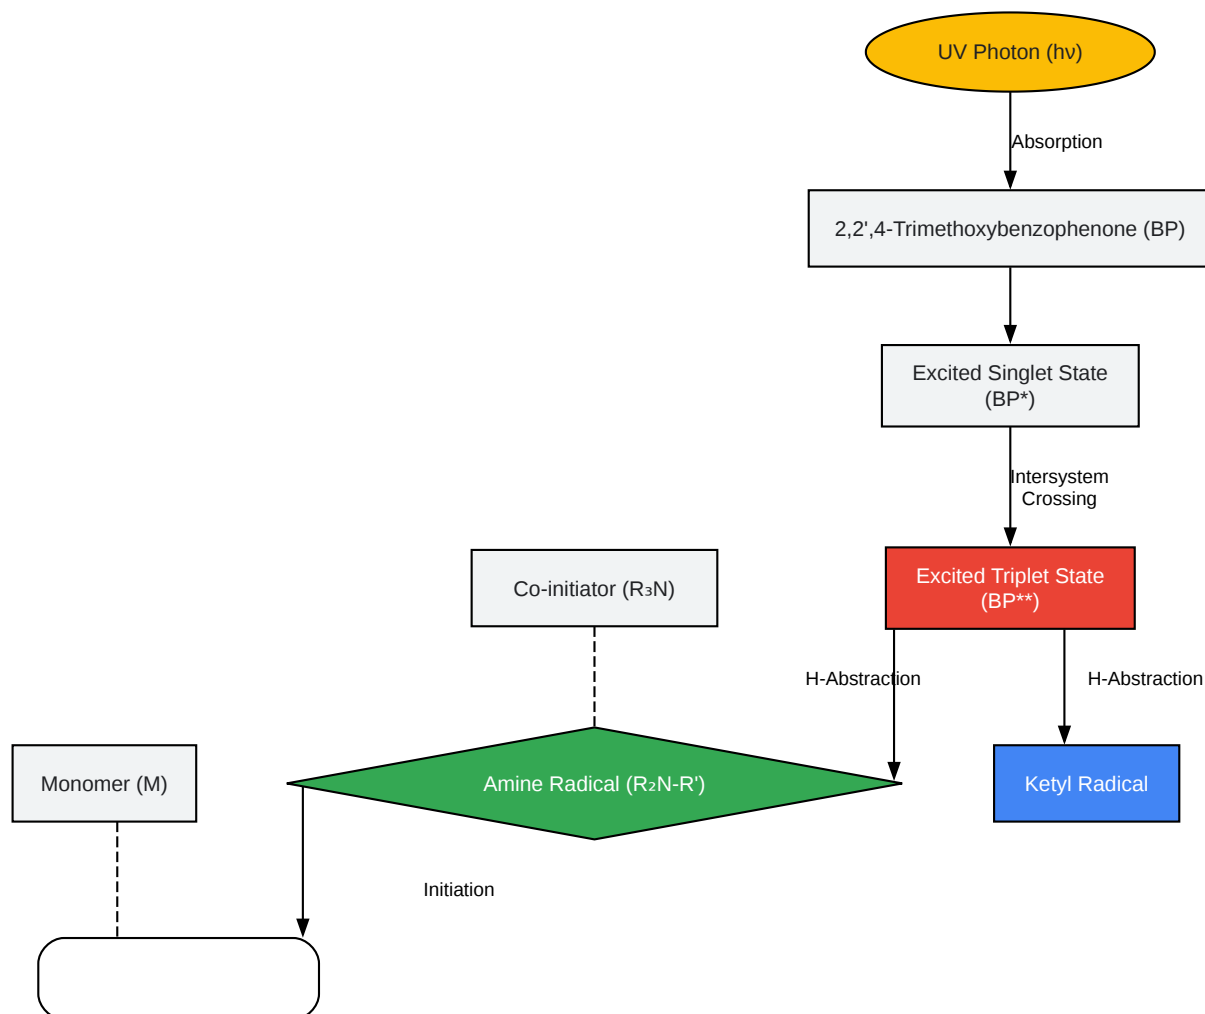 UV Photon (hν)
Absorption
2,2',4-Trimethoxybenzophenone (BP)
Excited Singlet State
(BP*)
Intersystem
Crossing
Excited Triplet State
(BP**)
Co-initiator (R₃N)
H-Abstraction
H-Abstraction
Monomer (M)
Amine Radical (R₂N-R')
Ketyl Radical
Initiation